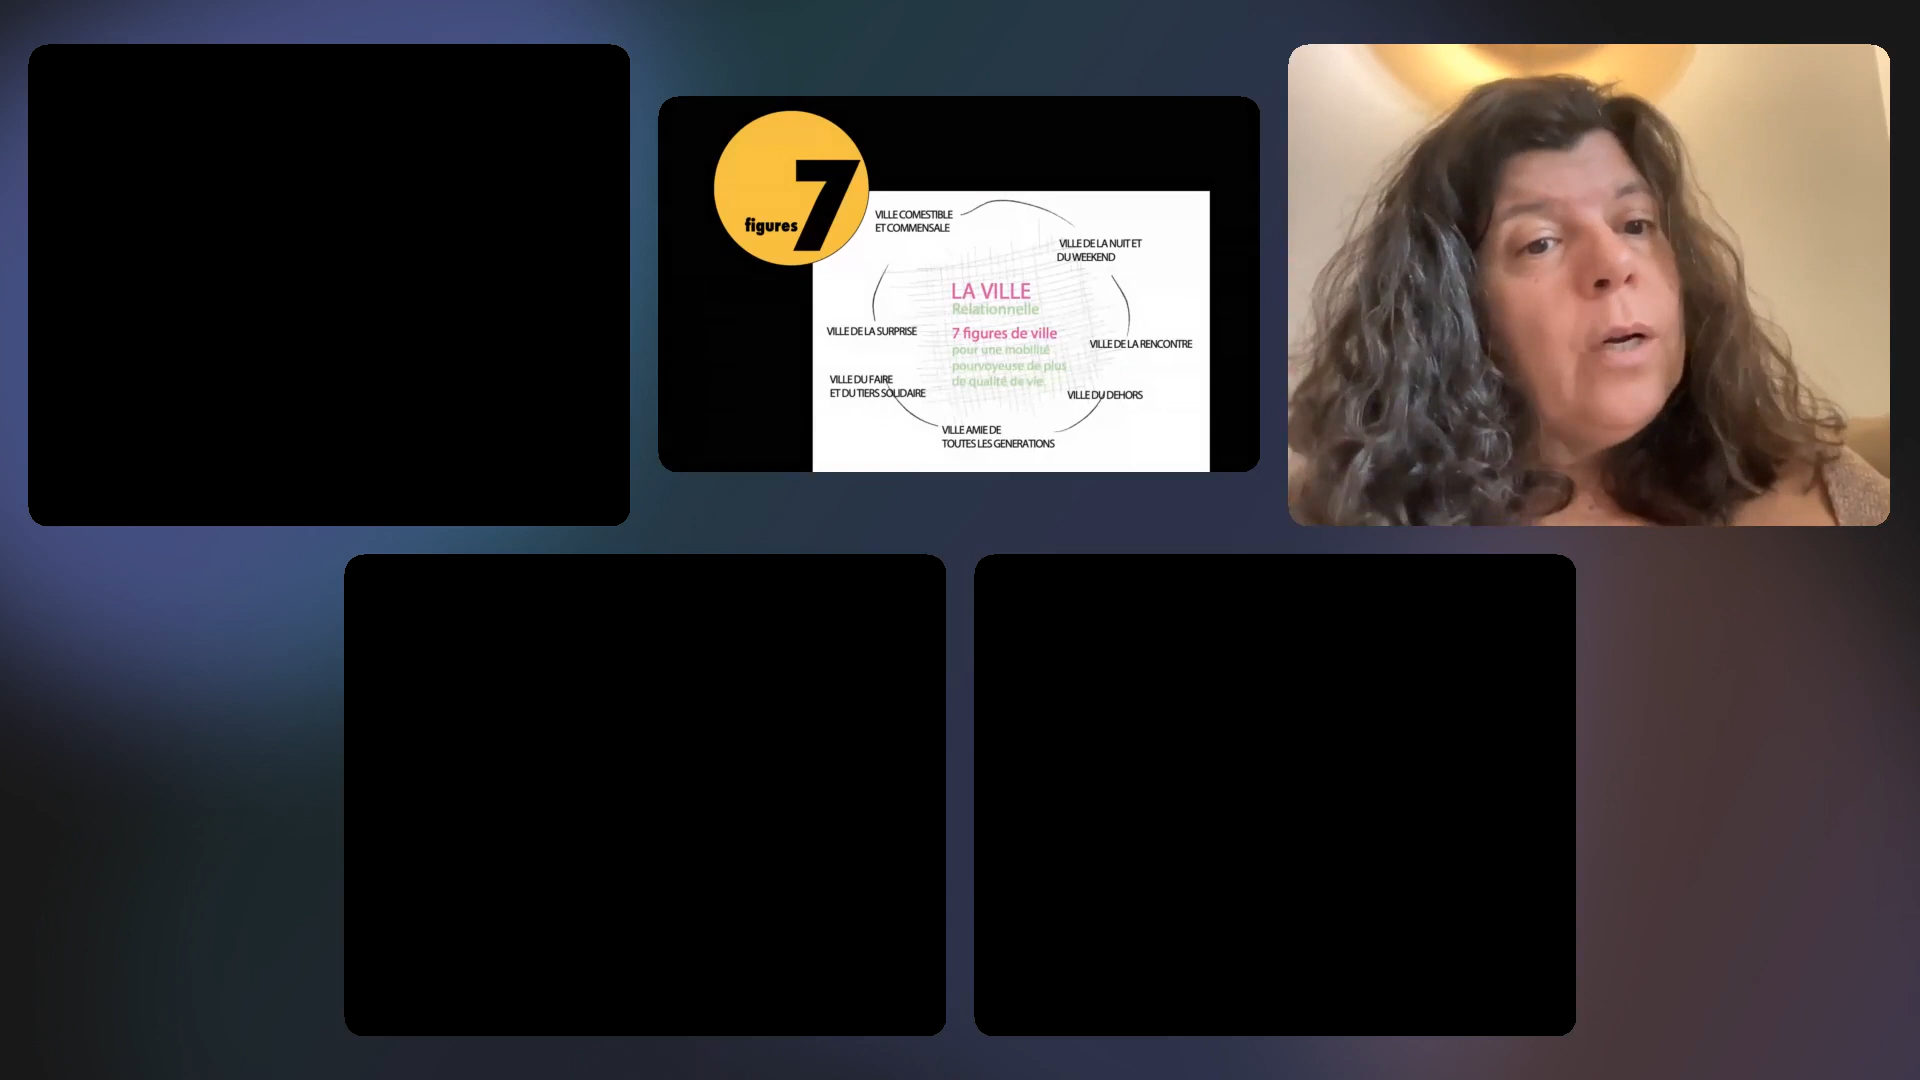 figures 7
VILLE COMESTIBLE
ET COMMENSALE
VILLE DE LA NUIT ET
DU WEEKEND
LA VILLE
Relationnelle
7 figures de ville
pour une mobilité
pourvoyeuse de plus
de qualité de vie.
VILLE DE LA SURPRISE
VILLE DE LA RENCONTRE
VILLE DU FAIRE
ET DU TIERS SOLIDAIRE
VILLE DU DEHORS
VILLE AMIE DE
TOUTES LES GENERATIONS